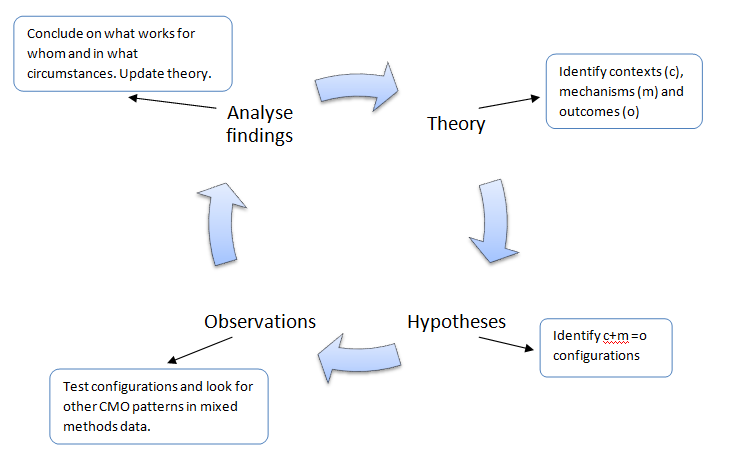 Conclude on what works for
whom and in what
circumstances. Update theory.
Analyse
findings
Theory
Identify contexts (c),
mechanisms (m) and
outcomes (o)
Hypotheses
Identify c+m =o
configurations
Observations
Test configurations and look for
other CMO patterns in mixed
methods data.